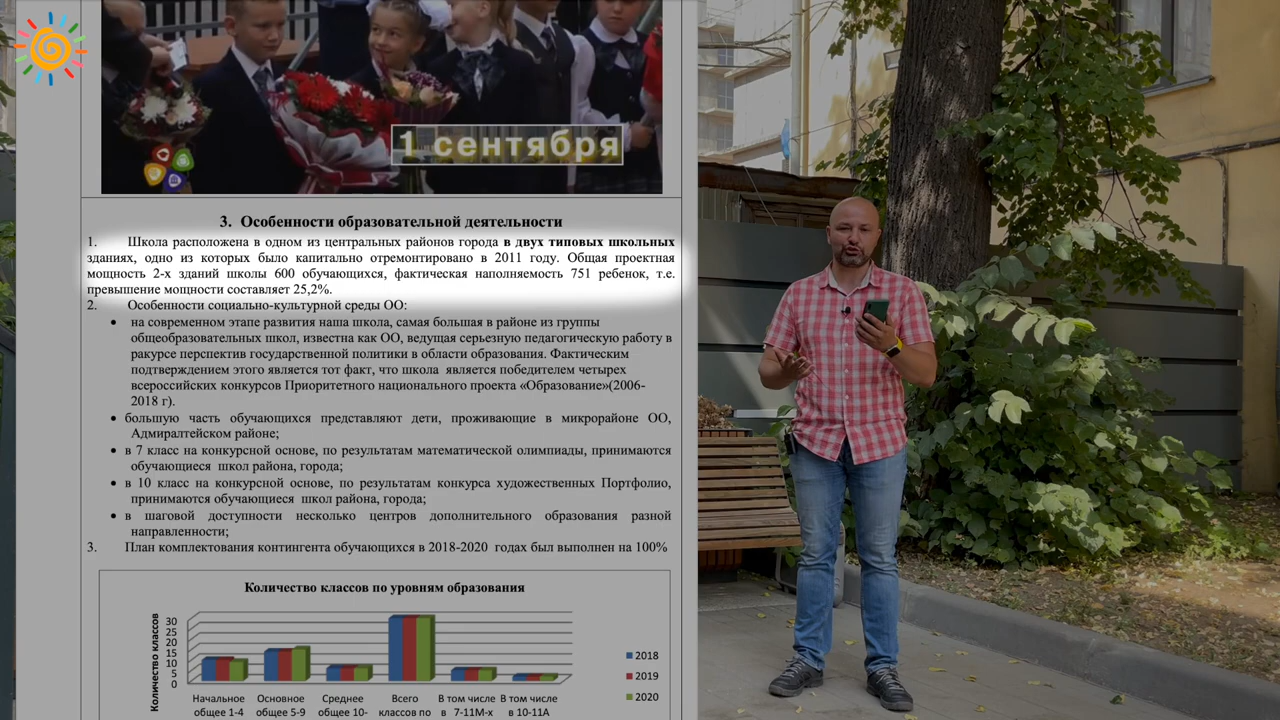 1 сентября
3. Особенности образовательной деятельности
1. Школа расположена в одном из центральных районов города в двух типовых школьных
зданиях, одно из которых было капитально отремонтировано в 2011 году. Общая проектная
мощность 2-х зданий школы 600 обучающихся, фактическая наполняемость 751 ребенок, т.е.
превышение мощности составляет 25,2%.
2. Особенности социально-культурной среды ОО:
• на современном этапе развития наша школа, самая большая в районе из группы
общеобразовательных школ, известна как ОО, ведущая серьезную педагогическую работу в
ракурсе перспектив государственной политики в области образования. Фактическим
подтверждением этого является тот факт, что школа является победителем четырех
всероссийских конкурсов Приоритетного национального проекта «Образование»(2006-
2018 г).
• большую часть обучающихся представляют дети, проживающие в микрорайоне ОО,
Адмиралтейском районе;
• в 7 класс на конкурсной основе, по результатам математической олимпиады, принимаются
обучающиеся школ района, города;
• в 10 класс на конкурсной основе, по результатам конкурса художественных Портфолио,
принимаются обучающиеся школ района, города;
• в шаговой доступности несколько центров дополнительного образования разной
направленности;
3. План комплектования контингента обучающихся в 2018-2020 годах был выполнен на 100%
Количество классов по уровням образования
Количество классов
30
25
20
15
10
5
0
2018
2019
2020
Начальное Основное Среднее Всего В том числе В том числе
общее 1-4 общее 5-9 общее 10- классов по в 7-11М-х в 10-11А